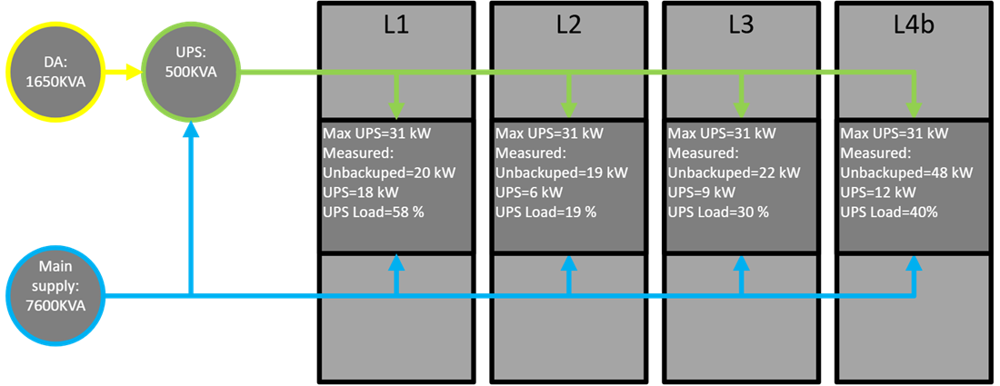 L1
L2
L3
L4b
DA:
1650KVA
UPS:
500KVA
Max UPS=31 kW
Measured:
Unbackuped=20 kW
UPS=18 kW
UPS Load=58 %
Max UPS=31 kW
Measured:
Unbackuped=19 kW
UPS=6 kW
UPS Load=19 %
Max UPS=31 kW
Measured:
Unbackuped=22 kW
UPS=9 kW
UPS Load=30 %
Max UPS=31 kW
Measured:
Unbackuped=48 kW
UPS=12 kW
UPS Load=40%
Main
supply:
7600KVA